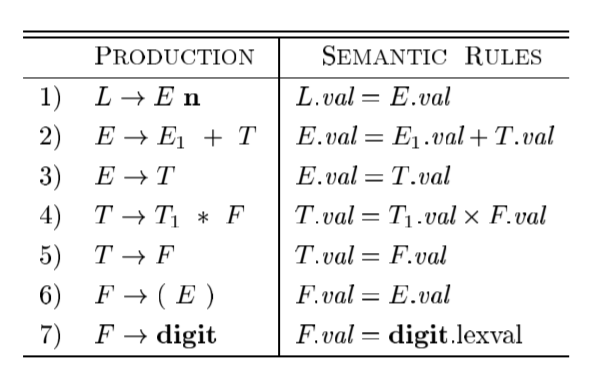 PRODUCTION SEMANTIC RULES
1) L → E n L.val = E.val
2) E → E₁ + T E.val = E₁.val + T.val
3) E → T E.val = T.val
4) T → T₁ * F T.val = T₁.val × F.val
5) T → F T.val = F.val
6) F → ( E ) F.val = E.val
7) F → digit F.val = digit.lexval